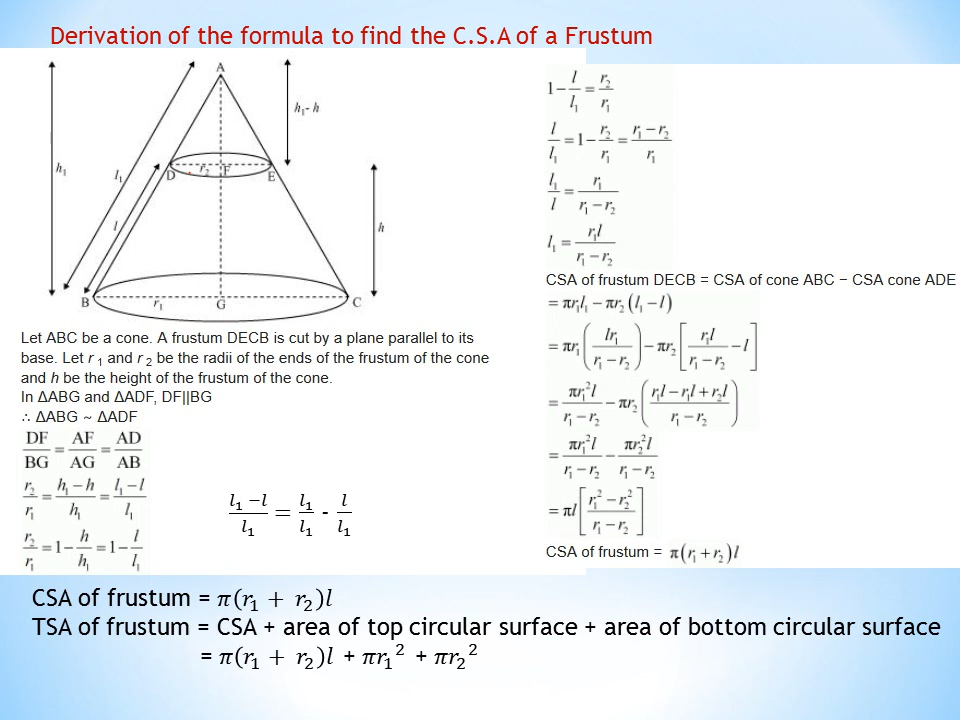 Derivation of the formula to find the C.S.A of a Frustum
A
h₁- h
h₁
l₁
D
r₂
F
E
l
h
B
r₁
G
C
Let ABC be a cone. A frustum DECB is cut by a plane parallel to its
base. Let r ₁ and r ₂ be the radii of the ends of the frustum of the cone
and h be the height of the frustum of the cone.
In ΔABG and ΔADF, DF||BG
∴ ΔABG ~ ΔADF
DF/BG = AF/AG = AD/AB
r₂/r₁ = (h₁ − h)/h₁ = (l₁ − l)/l₁
r₂/r₁ = 1 − h/h₁ = 1 − l/l₁
(l₁ − l)/l₁ = l₁/l₁ - l/l₁
1 − l/l₁ = r₂/r₁
l/l₁ = 1 − r₂/r₁ = (r₁ − r₂)/r₁
l₁/l = r₁/(r₁ − r₂)
l₁ = r₁l/(r₁ − r₂)
CSA of frustum DECB = CSA of cone ABC − CSA cone ADE
= πr₁l₁ − πr₂(l₁ − l)
= πr₁(lr₁/(r₁ − r₂)) − πr₂[r₁l/(r₁ − r₂) − l]
= πr₁²l/(r₁ − r₂) − πr₂((r₁l − r₁l + r₂l)/(r₁ − r₂))
= πr₁²l/(r₁ − r₂) − πr₂²l/(r₁ − r₂)
= πl[(r₁² − r₂²)/(r₁ − r₂)]
CSA of frustum = π(r₁ + r₂)l
CSA of frustum = π(r₁ + r₂)l
TSA of frustum = CSA + area of top circular surface + area of bottom circular surface
= π(r₁ + r₂)l + πr₁² + πr₂²